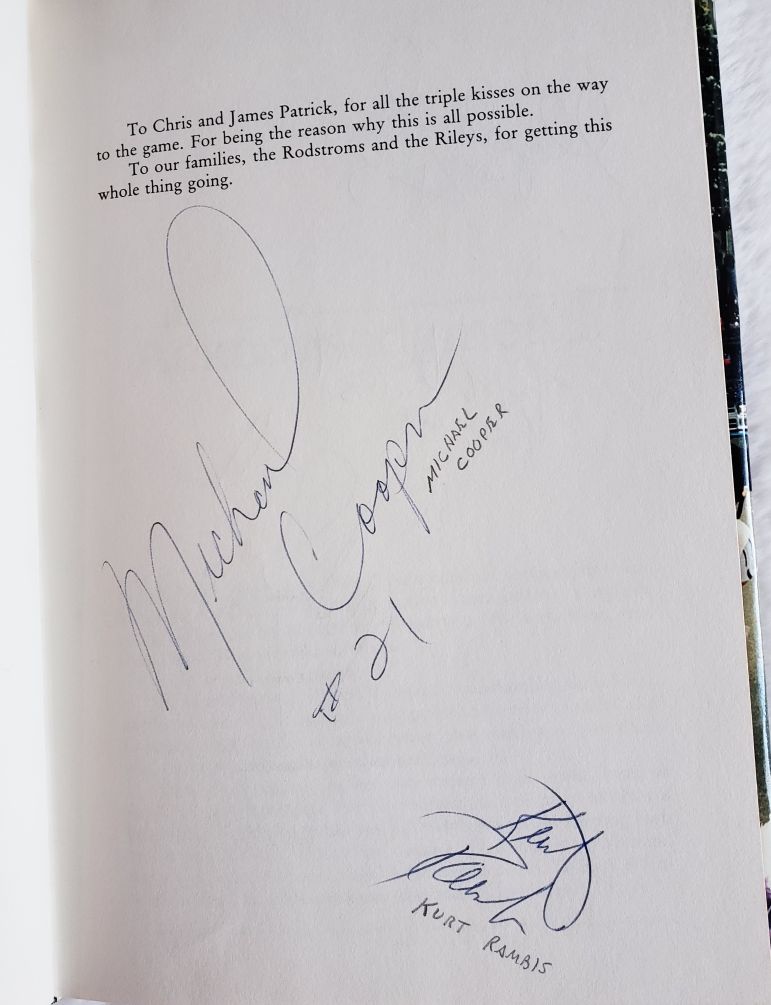 To Chris and James Patrick, for all the triple kisses on the way
to the game. For being the reason why this is all possible.
To our families, the Rodstroms and the Rileys, for getting this
whole thing going.
Michael
Cooper
MICHAEL
COOPER
# 21
Kurt
Rambis
KURT RAMBIS